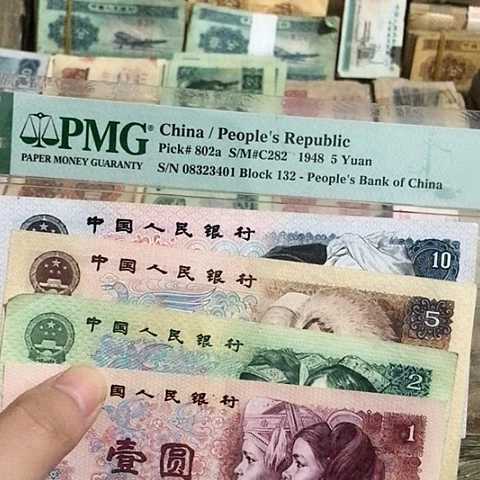 PMG
PAPER MONEY GUARANTY
China / People's Republic
Pick# 802a S/M#C282 1948 5 Yuan
S/N 08323401 Block 132 - People's Bank of China
中国人民银行
10
中国人民银行
5
中国人民银行
2
国人民银行
1
壹圆